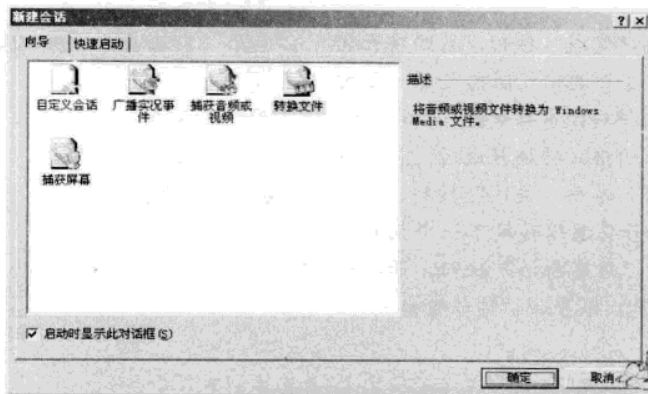 新建会话
向导
快速启动
自定义会话
广播实况事
件
捕获音频或
视频
转换文件
捕获屏幕
描述
将音频或视频文件转换为 Windows
Media 文件。
启动时显示此对话框(S)
确定
取消